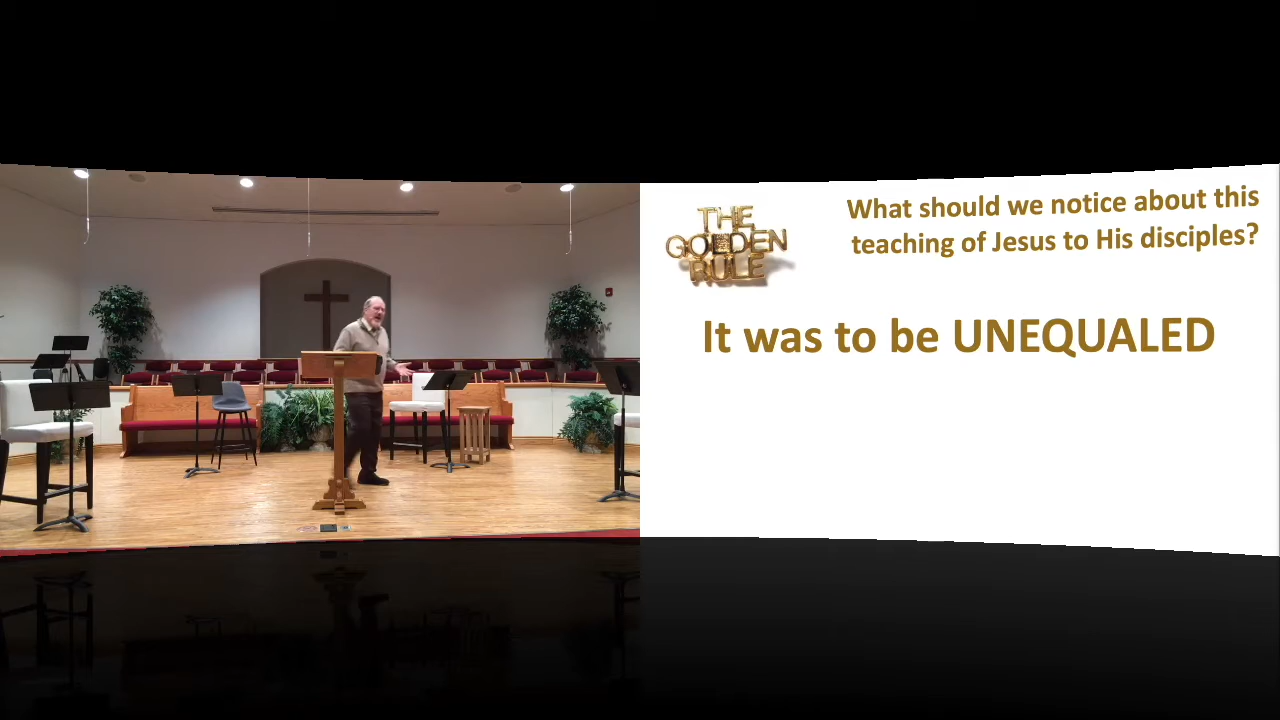 THE
GOLDEN
RULE
What should we notice about this
teaching of Jesus to His disciples?
It was to be UNEQUALED